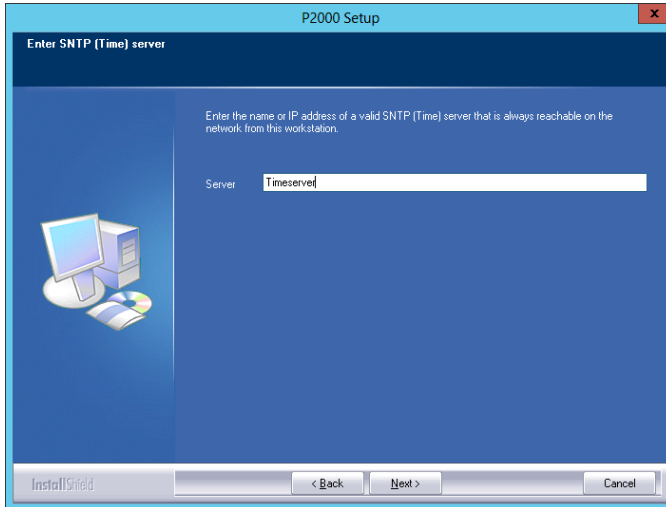 P2000 Setup
x
Enter SNTP (Time) server
Enter the name or IP address of a valid SNTP (Time) server that is always reachable on the
network from this workstation.
Server Timeserver
InstallShield
< Back Next > Cancel